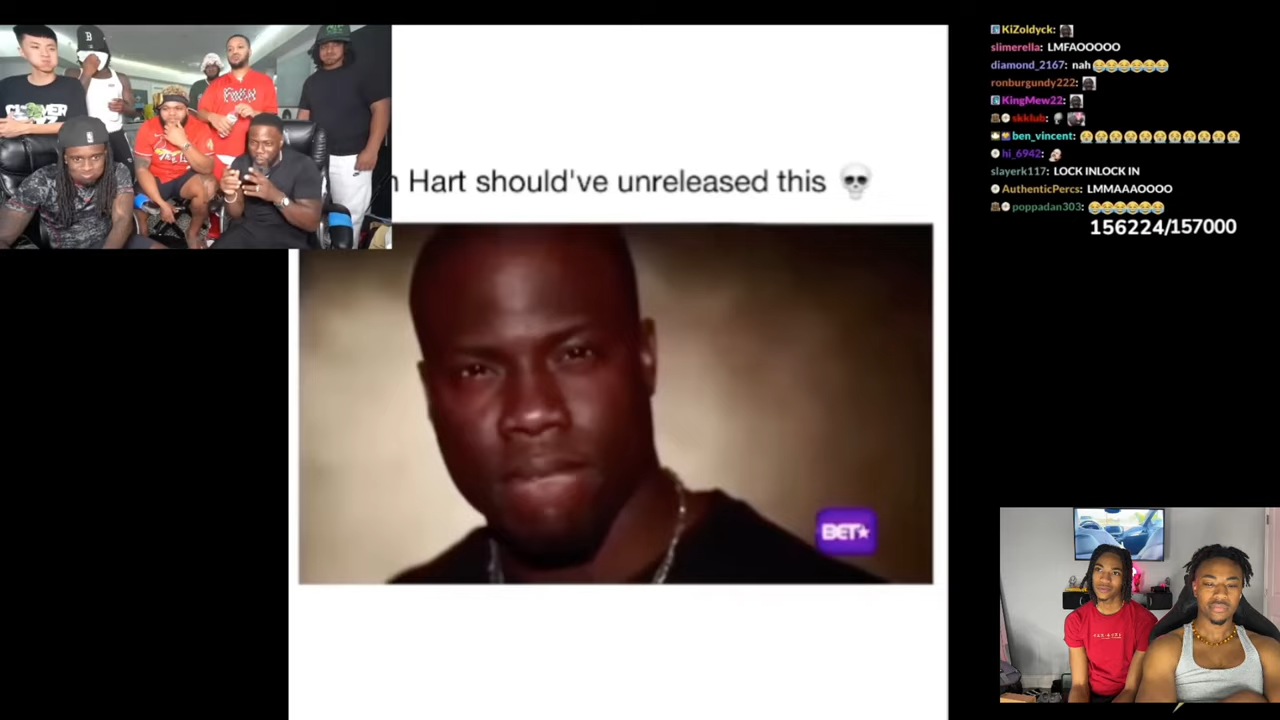 n Hart should've unreleased this 💀
BET★
KiZoldyck:
slimerella: LMFAOOOOO
diamond_2167: nah 😂😂😂😂😂😂
ronburgundy222:
KingMew22:
skklub:
ben_vincent: 😭😭😭😭😭😭😭😭😭😭😭
hi_6942:
slayerk117: LOCK INLOCK IN
AuthenticPercs: LMMAAAOOOO
poppadan303: 😂😂😂😂😂😂
156224/157000
B